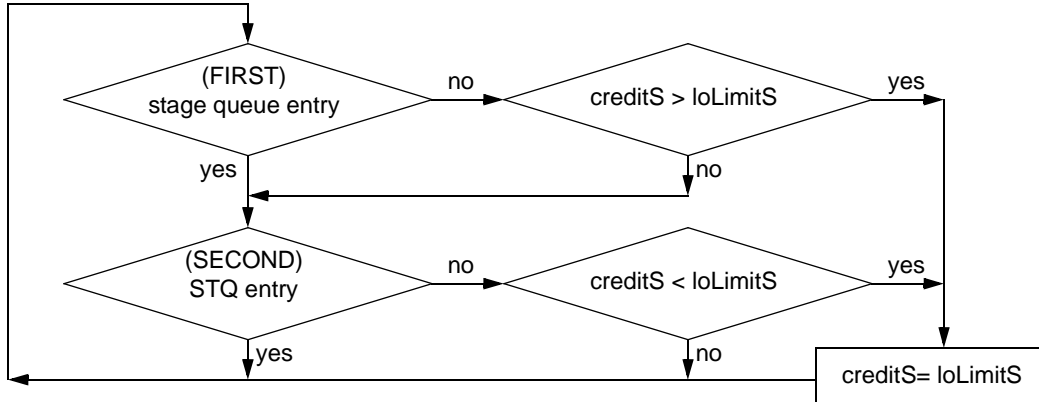 (FIRST)
stage queue entry
no
creditS > loLimitS
yes
yes
no
(SECOND)
STQ entry
no
creditS < loLimitS
yes
yes
no
creditS= loLimitS